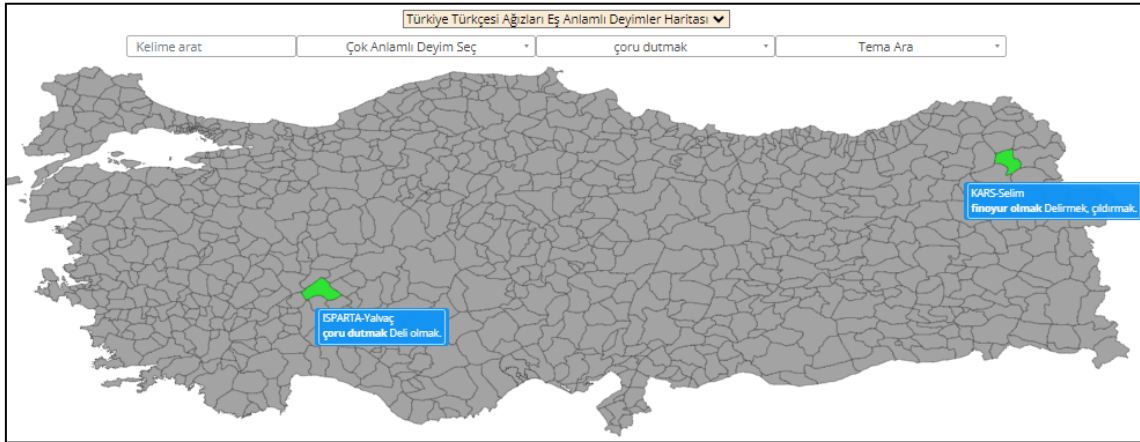 Türkiye Türkçesi Ağızları Eş Anlamlı Deyimler Haritası
Kelime arat
Çok Anlamlı Deyim Seç
çoru dutmak
Tema Ara
KARS-Selim
finoyur olmak Delirmek, çıldırmak.
ISPARTA-Yalvaç
çoru dutmak Deli olmak.